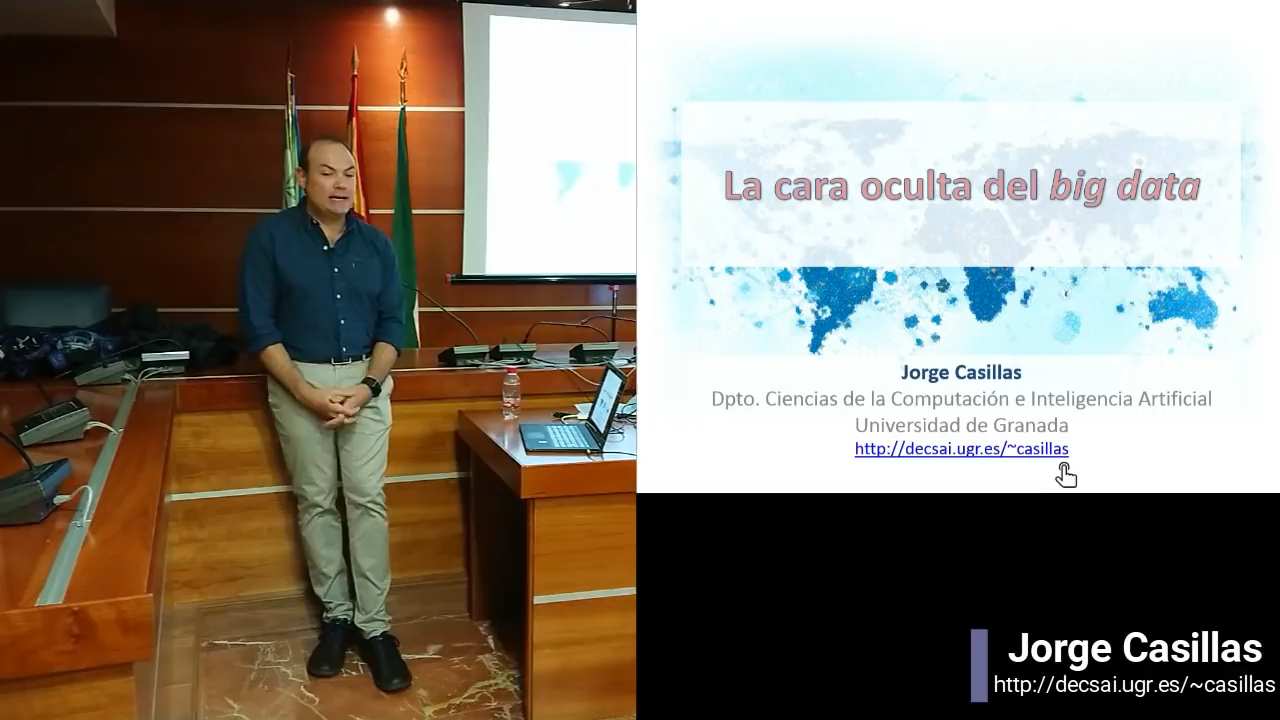 La cara oculta del big data
Jorge Casillas
Dpto. Ciencias de la Computación e Inteligencia Artificial
Universidad de Granada
http://decsai.ugr.es/~casillas
Jorge Casillas
http://decsai.ugr.es/~casillas